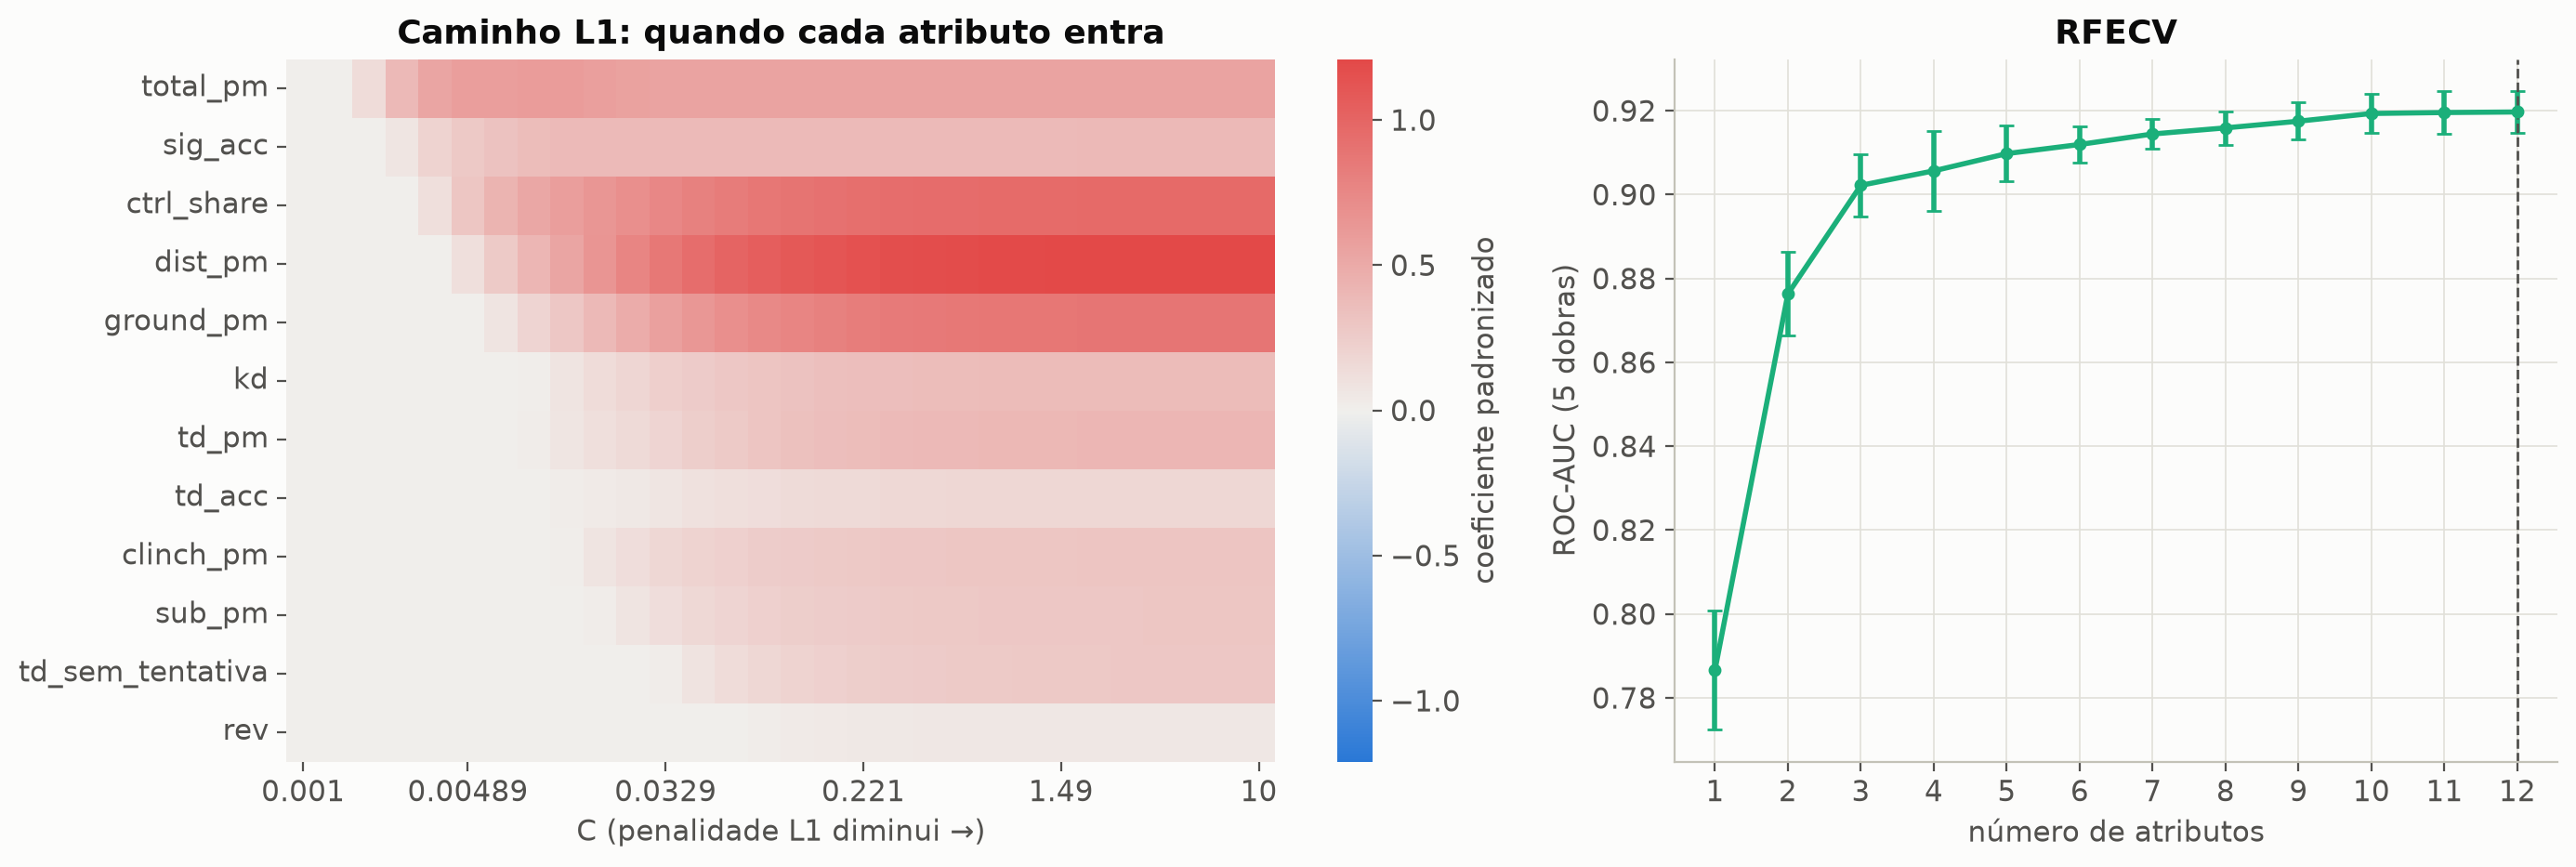 Caminho L1: quando cada atributo entra
total_pm
sig_acc
ctrl_share
dist_pm
ground_pm
kd
td_pm
td_acc
clinch_pm
sub_pm
td_sem_tentativa
rev
0.001 0.00489 0.0329 0.221 1.49 10
C (penalidade L1 diminui →)
1.0
0.5
0.0
−0.5
−1.0
coeficiente padronizado
RFECV
ROC-AUC (5 dobras)
0.92
0.90
0.88
0.86
0.84
0.82
0.80
0.78
1 2 3 4 5 6 7 8 9 10 11 12
número de atributos